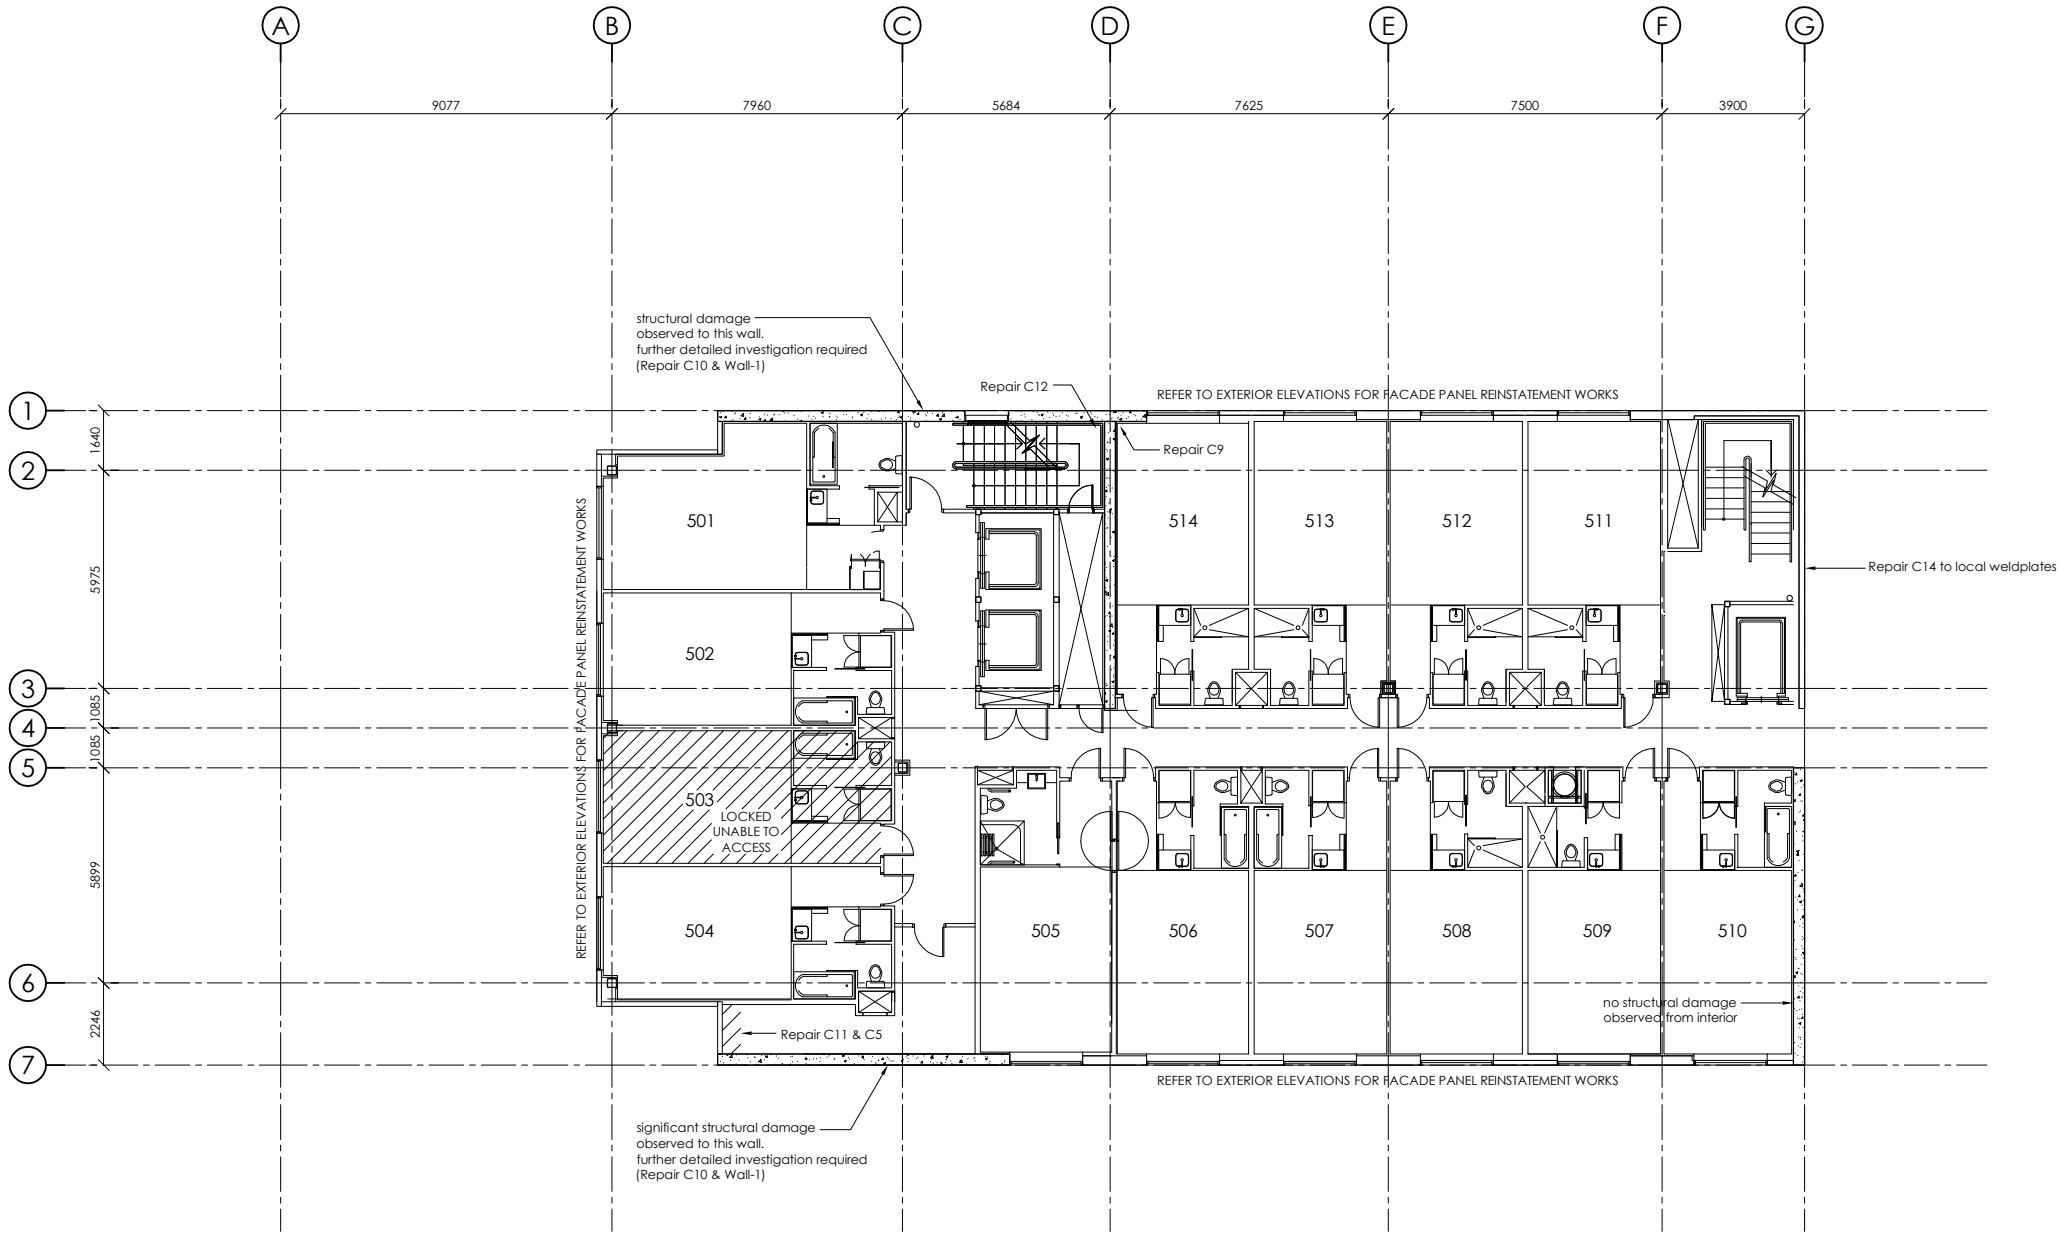 A
B
C
D
E
F
G
9077
7960
5684
7625
7500
3900
structural damage
observed to this wall.
further detailed investigation required
(Repair C10 & Wall-1)
Repair C12
REFER TO EXTERIOR ELEVATIONS FOR FACADE PANEL REINSTATEMENT WORKS
1
1640
Repair C9
2
REFER TO EXTERIOR ELEVATIONS FOR FACADE PANEL REINSTATEMENT WORKS
501
514
513
512
511
5975
Repair C14 to local weldplates
502
3
1085
4
1085
5
503
LOCKED
UNABLE TO
ACCESS
5899
504
505
506
507
508
509
510
6
no structural damage
observed from interior
2246
Repair C11 & C5
7
REFER TO EXTERIOR ELEVATIONS FOR FACADE PANEL REINSTATEMENT WORKS
significant structural damage
observed to this wall.
further detailed investigation required
(Repair C10 & Wall-1)